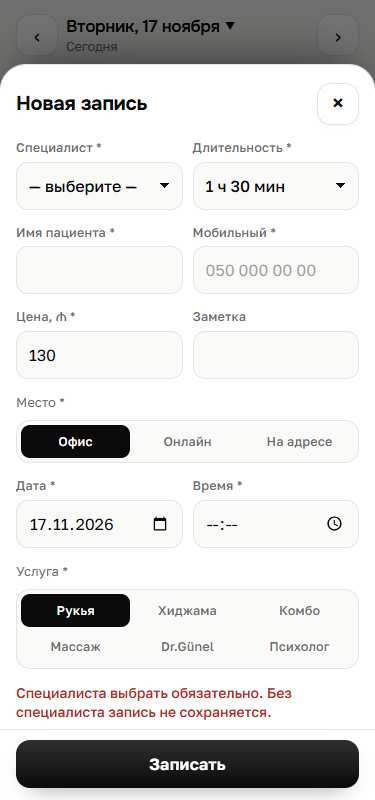 ‹
Вторник, 17 ноября ▼
Сегодня
›
Новая запись
×
Специалист *
Длительность *
— выберите —
1 ч 30 мин
Имя пациента *
Мобильный *
050 000 00 00
Цена, ₼ *
Заметка
130
Место *
Офис
Онлайн
На адресе
Дата *
Время *
17.11.2026
--:--
Услуга *
Рукья
Хиджама
Комбо
Массаж
Dr.Günel
Психолог
Специалиста выбрать обязательно. Без
специалиста запись не сохраняется.
Записать